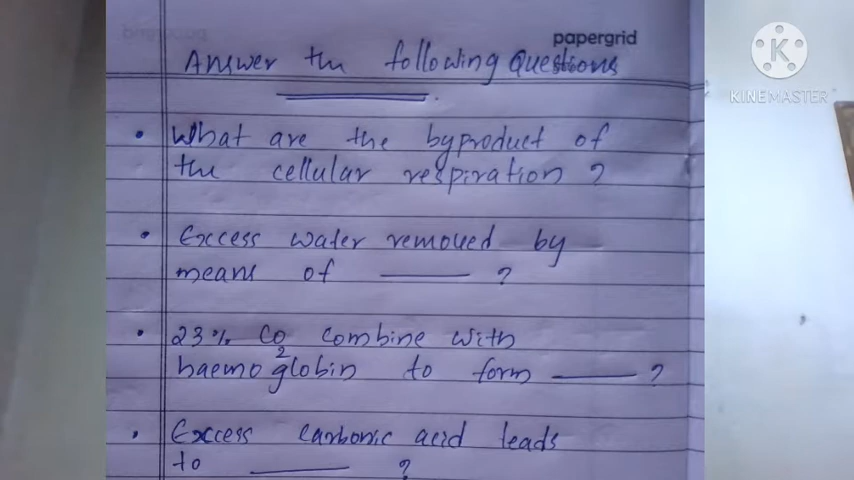 papergrid
Answer the following Questions
What are the byproduct of
the cellular respiration ?
Excess water removed by
means of ______ ?
23% CO2 combine with
haemoglobin to form ______ ?
Excess carbonic acid leads
to ______ ?
KINEMASTER